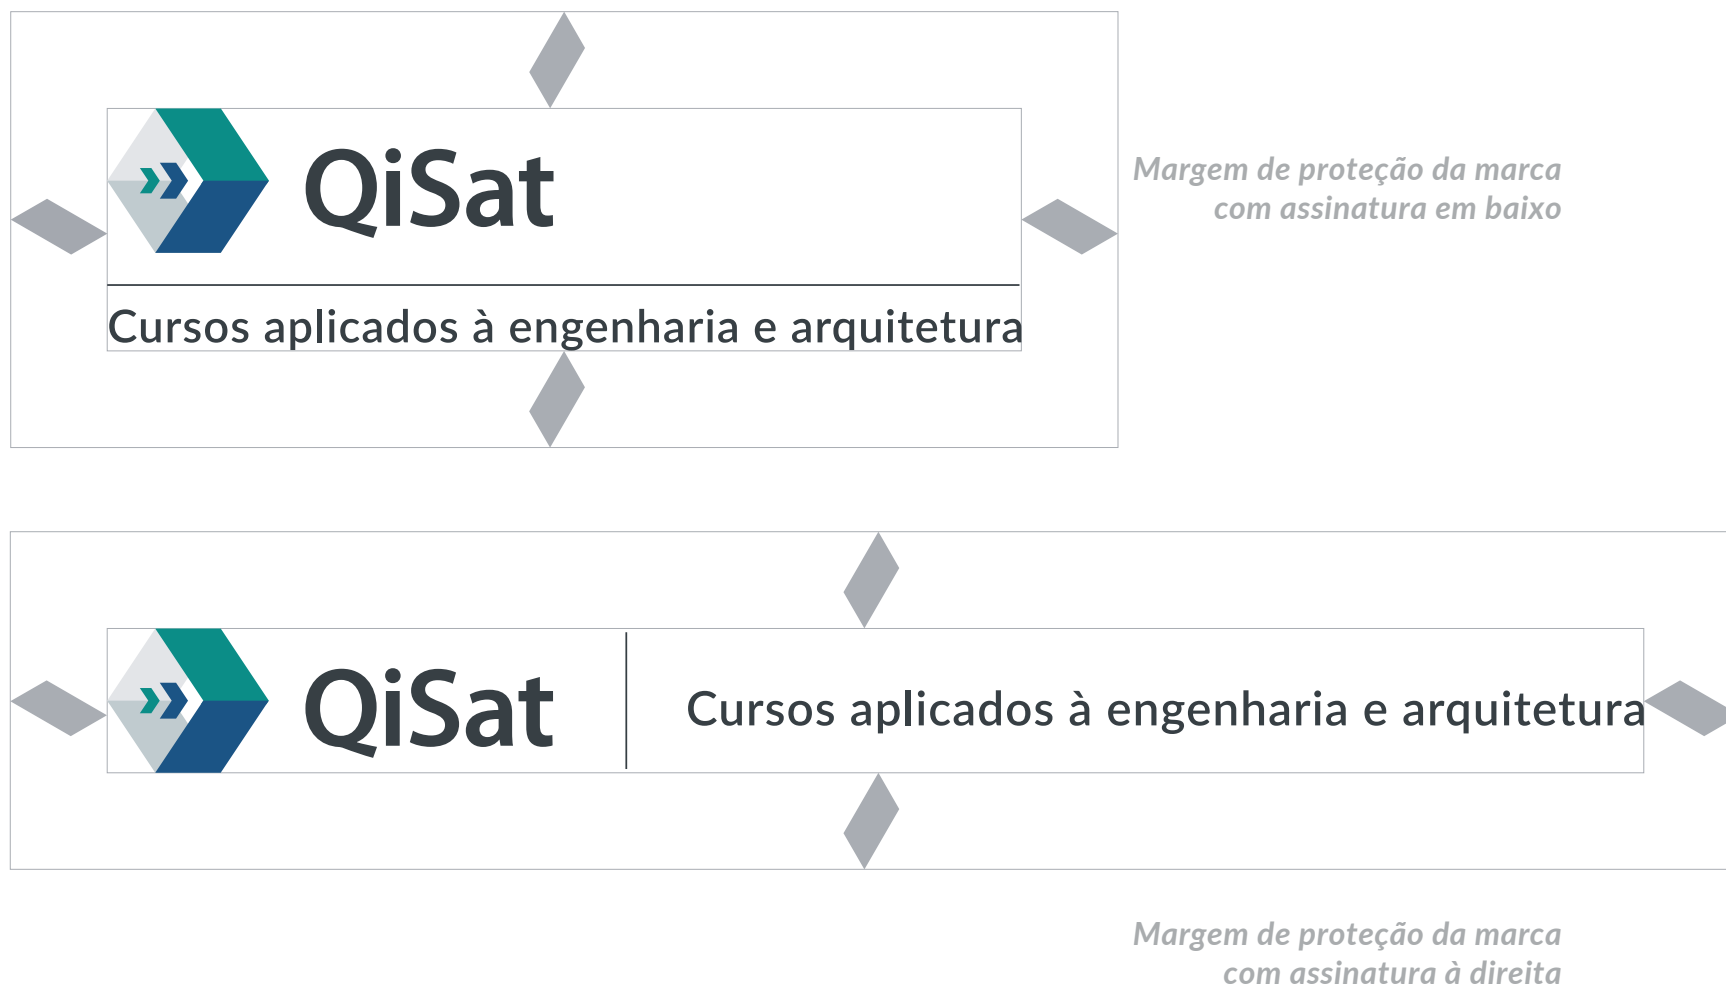 QiSat
Cursos aplicados à engenharia e arquitetura
Margem de proteção da marca
com assinatura em baixo
QiSat
Cursos aplicados à engenharia e arquitetura
Margem de proteção da marca
com assinatura à direita